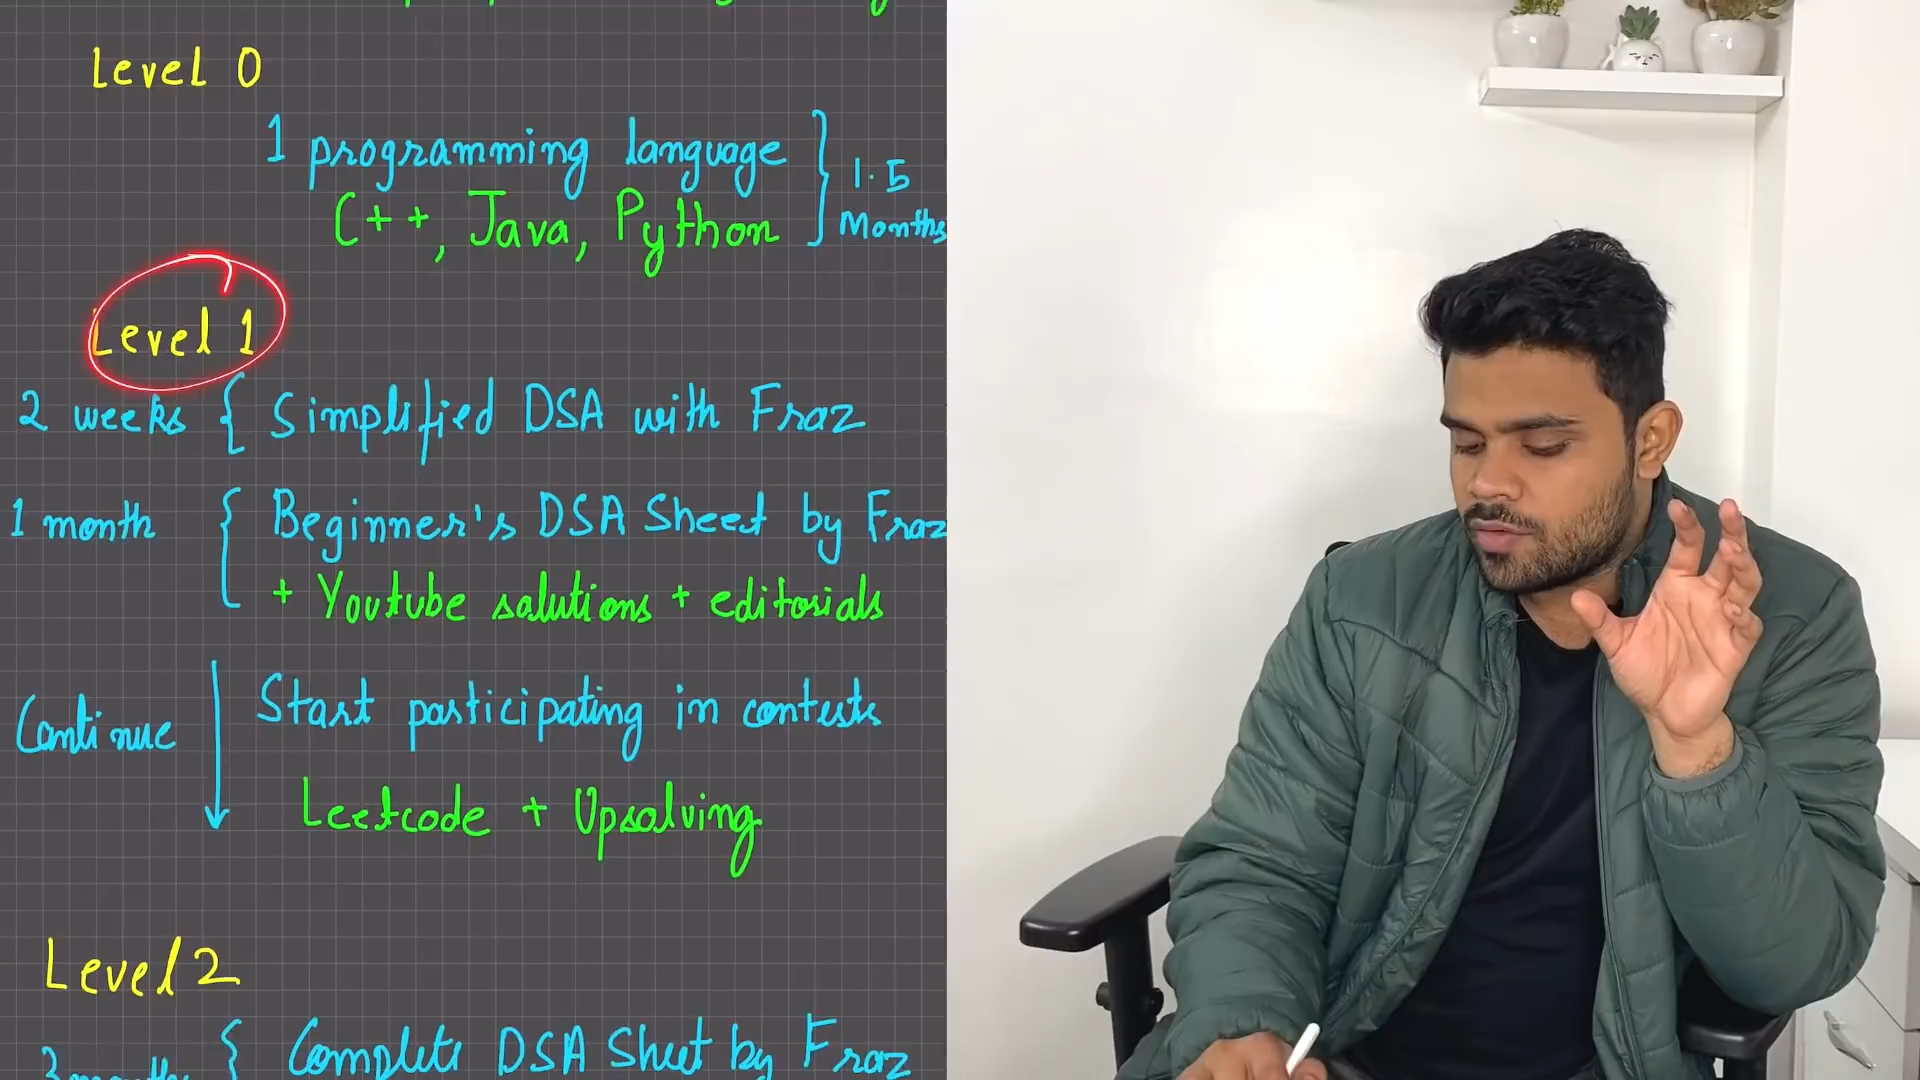 Level 0
1 programming language
C++, Java, Python
1.5 Months
Level 1
2 weeks { Simplified DSA with Fraz
1 month { Beginner's DSA Sheet by Fraz
+ Youtube solutions + editorials
Continue
Start participating in contests
Leetcode + Upsolving
Level 2
3 months { Complete DSA Sheet by Fraz